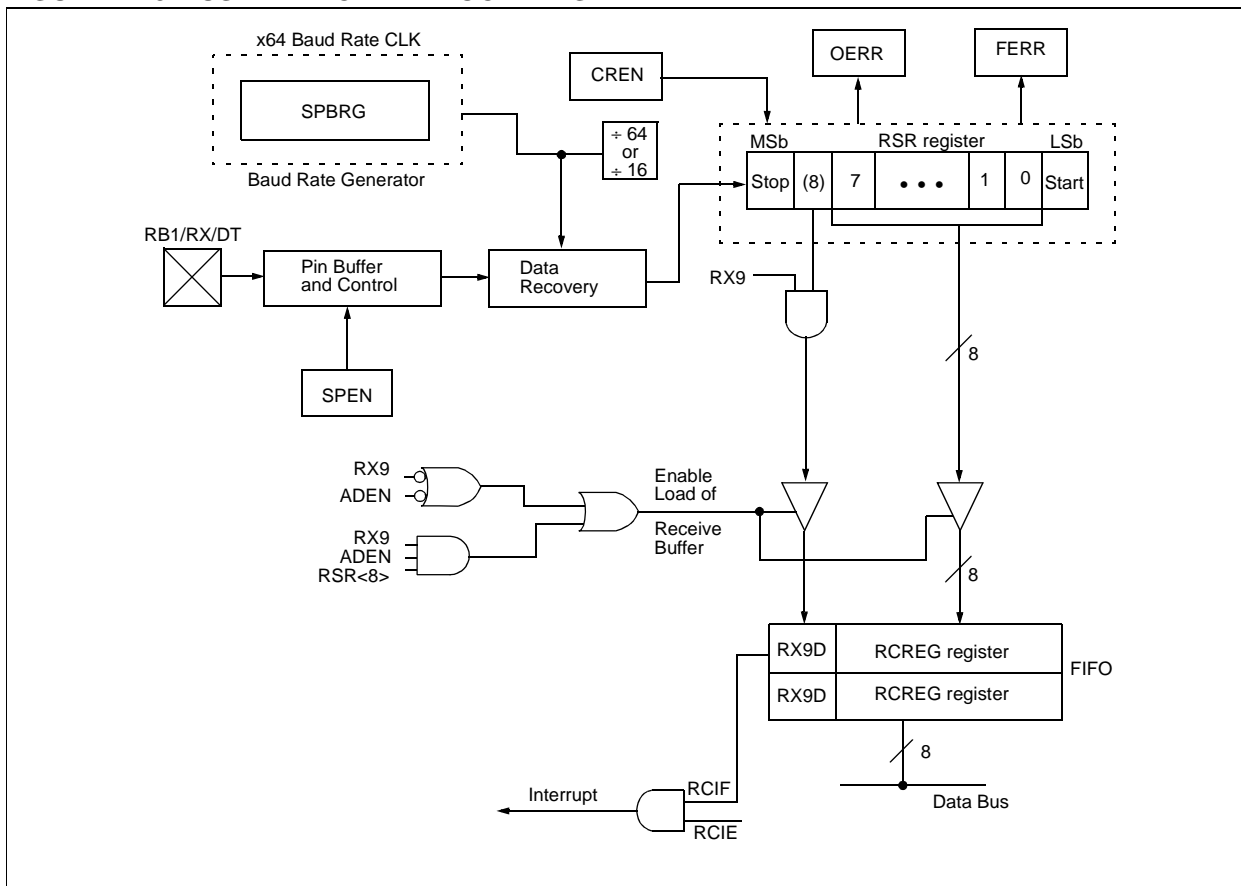 x64 Baud Rate CLK
SPBRG
Baud Rate Generator
CREN
OERR
FERR
÷ 64
or
÷ 16
MSb
RSR register
LSb
Stop
(8)
7
• • •
1
0
Start
RB1/RX/DT
Pin Buffer
and Control
Data
Recovery
SPEN
RX9
8
RX9
ADEN
RX9
ADEN
RSR<8>
Enable
Load of
Receive
Buffer
8
RX9D
RCREG register
RX9D
RCREG register
FIFO
8
Data Bus
Interrupt
RCIF
RCIE